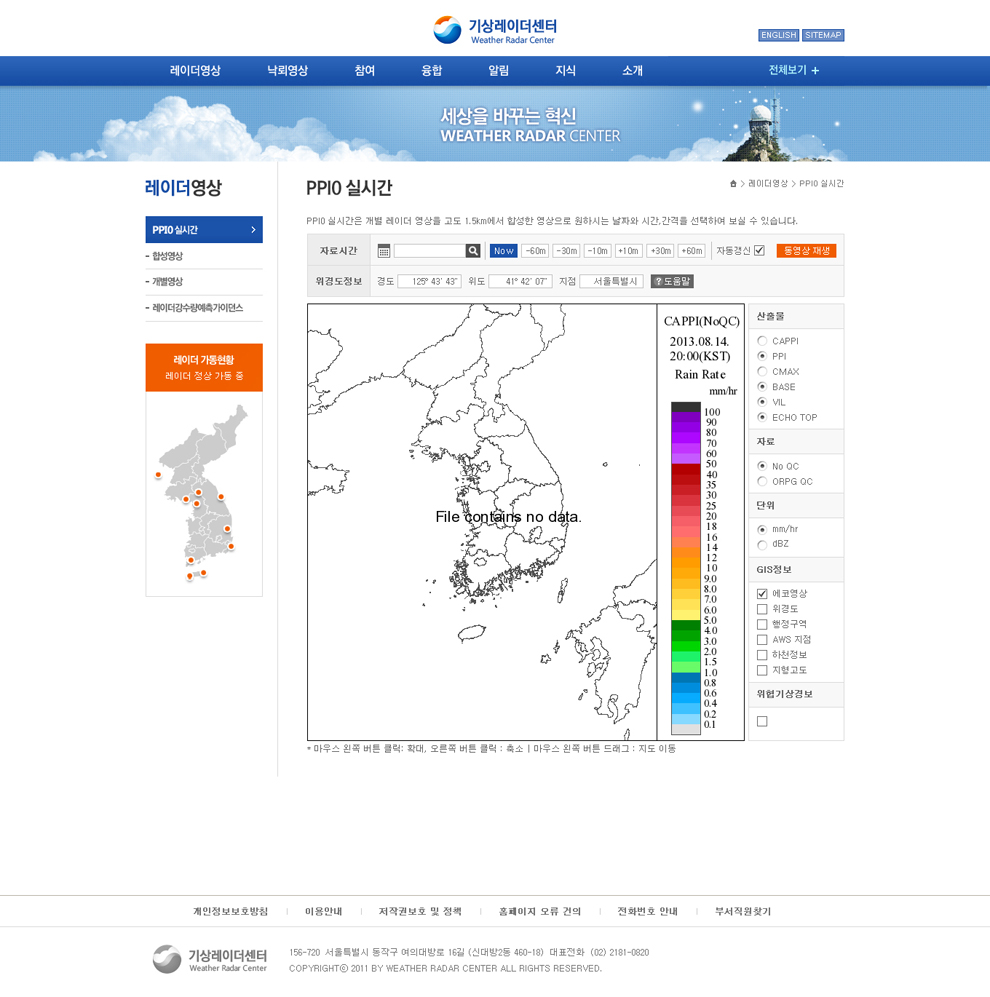 기상레이더센터
Weather Radar Center
ENGLISH SITEMAP
레이더영상 낙뢰영상 참여 융합 알림 지식 소개 전체보기 +
세상을 바꾸는 혁신
WEATHER RADAR CENTER
레이더영상
PPI0 실시간
- 합성영상
- 개별영상
- 레이더강수량예측가이던스
레이더 가동현황
레이더 정상 가동 중
PPI0 실시간
레이더영상 > PPI0 실시간
PPI0 실시간은 개별 레이더 영상을 고도 1.5km에서 합성한 영상으로 원하시는 날짜와 시간,간격을 선택하여 보실 수 있습니다.
자료시간 Now -60m -30m -10m +10m +30m +60m 자동갱신 동영상 재생
위경도정보 경도 125° 43' 43" 위도 41° 42' 07" 지점 서울특별시 ? 도움말
File contains no data.
CAPPI(NoQC)
2013.08.14.
20:00(KST)
Rain Rate
mm/hr
100
90
80
70
60
50
40
35
30
25
20
18
16
14
12
10
9.0
8.0
7.0
6.0
5.0
4.0
3.0
2.0
1.5
1.0
0.8
0.6
0.4
0.2
0.1
산출물
CAPPI
PPI
CMAX
BASE
VIL
ECHO TOP
자료
No QC
ORPG QC
단위
mm/hr
dBZ
GIS정보
에코영상
위경도
행정구역
AWS 지점
하천정보
지형고도
위험기상경보
* 마우스 왼쪽 버튼 클릭: 확대, 오른쪽 버튼 클릭 : 축소 | 마우스 왼쪽 버튼 드래그 : 지도 이동
개인정보보호방침 이용안내 저작권보호 및 정책 홈페이지 오류 건의 전화번호 안내 부서직원찾기
기상레이더센터
Weather Radar Center
156-720 서울특별시 동작구 여의대방로 16길 (신대방2동 460-18) 대표전화 (02) 2181-0820
COPYRIGHTⓒ 2011 BY WEATHER RADAR CENTER ALL RIGHTS RESERVED.